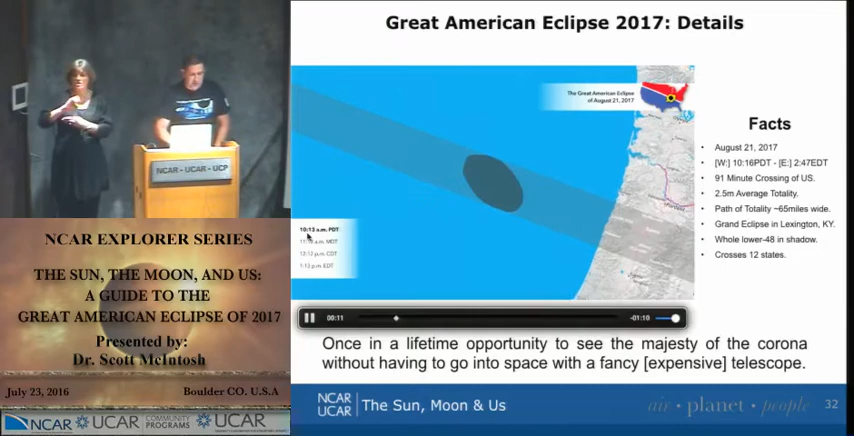 Great American Eclipse 2017: Details
The Great American Eclipse
of August 21, 2017
10:13 a.m. PDT
a.m. MDT
12:13 p.m. CDT
1:13 p.m. EDT
00:11
-01:10
Facts
• August 21, 2017
• [W:] 10:16PDT - [E:] 2:47EDT
• 91 Minute Crossing of US.
• 2.5m Average Totality.
• Path of Totality ~65miles wide.
• Grand Eclipse in Lexington, KY.
• Whole lower-48 in shadow.
• Crosses 12 states.
Once in a lifetime opportunity to see the majesty of the corona
without having to go into space with a fancy [expensive] telescope.
NCAR
UCAR
The Sun, Moon & Us
air • planet • people
32
NCAR - UCAR - UCP
NCAR EXPLORER SERIES
THE SUN, THE MOON, AND US:
A GUIDE TO THE
GREAT AMERICAN ECLIPSE OF 2017
Presented by:
Dr. Scott McIntosh
July 23, 2016
Boulder CO. U.S.A
NCAR
UCAR
COMMUNITY
PROGRAMS
UCAR